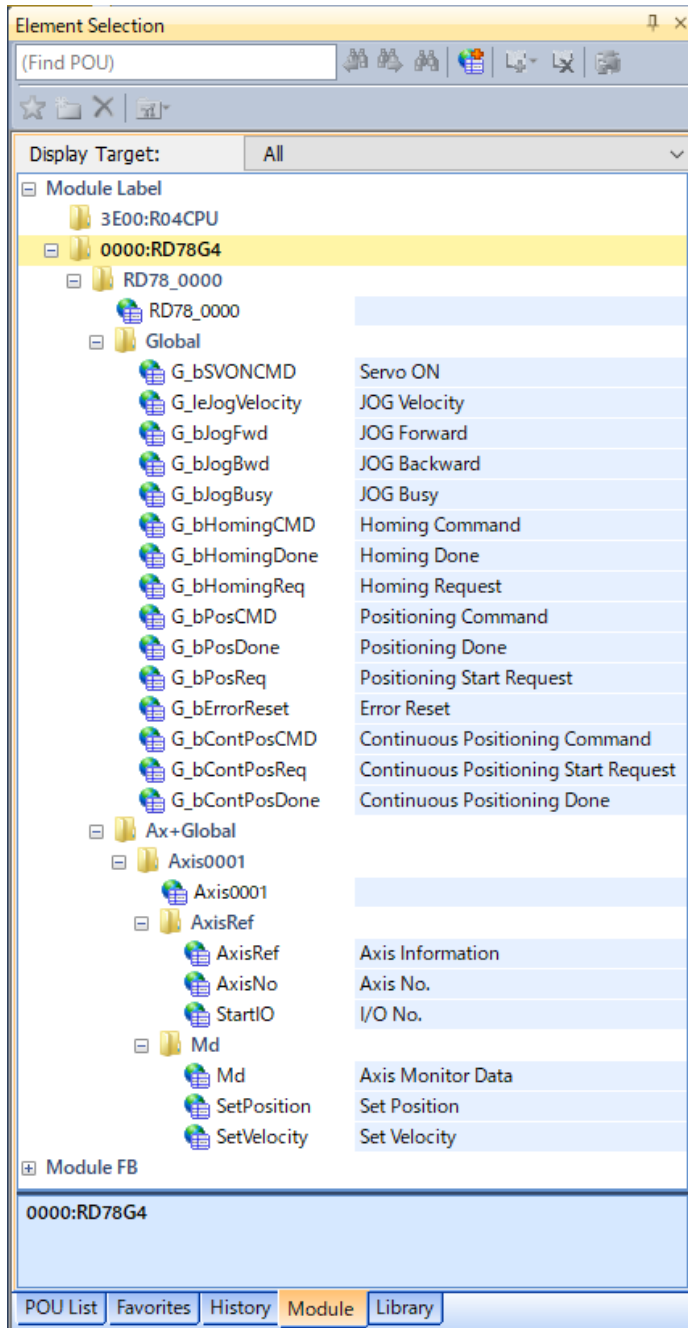 Element Selection
(Find POU)
Display Target: All
Module Label
3E00:R04CPU
0000:RD78G4
RD78_0000
RD78_0000
Global
G_bSVONCMD Servo ON
G_leJogVelocity JOG Velocity
G_bJogFwd JOG Forward
G_bJogBwd JOG Backward
G_bJogBusy JOG Busy
G_bHomingCMD Homing Command
G_bHomingDone Homing Done
G_bHomingReq Homing Request
G_bPosCMD Positioning Command
G_bPosDone Positioning Done
G_bPosReq Positioning Start Request
G_bErrorReset Error Reset
G_bContPosCMD Continuous Positioning Command
G_bContPosReq Continuous Positioning Start Request
G_bContPosDone Continuous Positioning Done
Ax+Global
Axis0001
Axis0001
AxisRef
AxisRef Axis Information
AxisNo Axis No.
StartIO I/O No.
Md
Md Axis Monitor Data
SetPosition Set Position
SetVelocity Set Velocity
Module FB
0000:RD78G4
POU List Favorites History Module Library